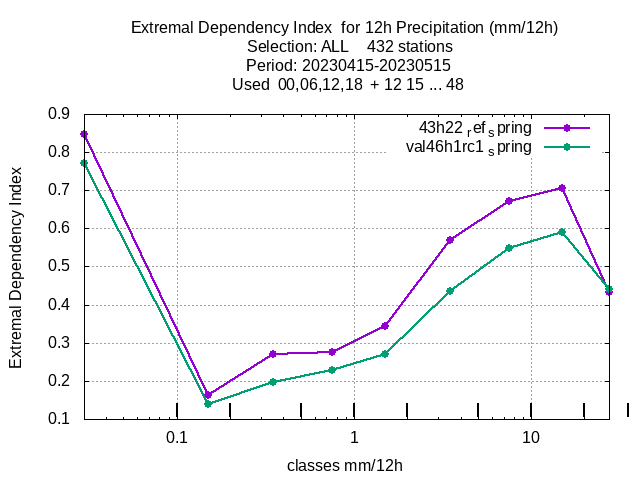 Extremal Dependency Index  for 12h Precipitation (mm/12h)
Selection: ALL    432 stations
Period: 20230415-20230515
Used  00,06,12,18  + 12 15 ... 48
43h22 ref spring
val46h1rc1 spring
0.9
0.8
0.7
0.6
0.5
0.4
0.3
0.2
0.1
Extremal Dependency Index
0.1 1 10
classes mm/12h